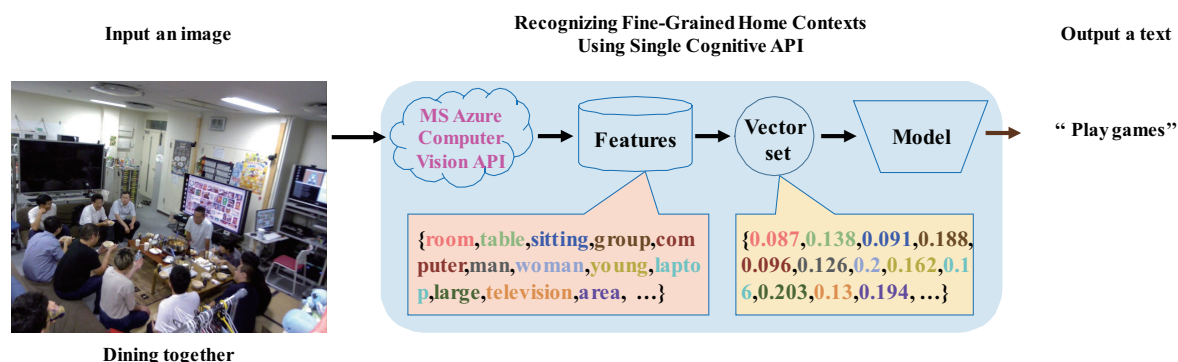 Input an image
Recognizing Fine-Grained Home Contexts
Using Single Cognitive API
Output a text
MS Azure
Computer
Vision API
Features
Vector
set
Model
“ Play games”
{room,table,sitting,group,com
puter,man,woman,young,lapto
p,large,television,area, …}
{0.087,0.138,0.091,0.188,
0.096,0.126,0.2,0.162,0.1
6,0.203,0.13,0.194, …}
Dining together